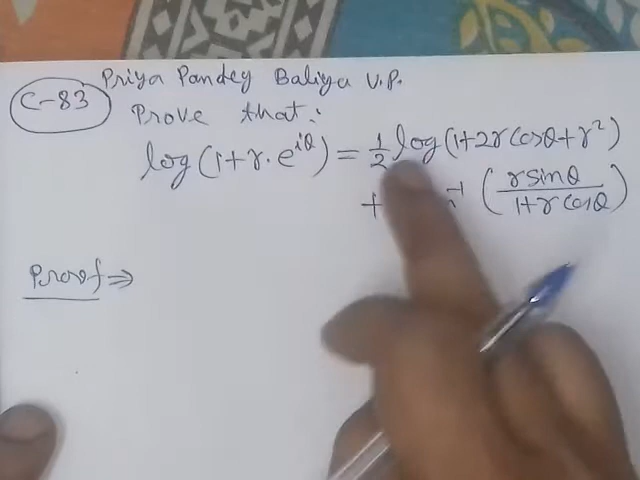 Priya Pandey Baliya U.P.
C-83
Prove that:
log(1+r.e^{iθ}) = 1/2 log(1+2r cosθ+r²)
+ n⁻¹ (r sinθ / 1+r cosθ)
Proof ⇒